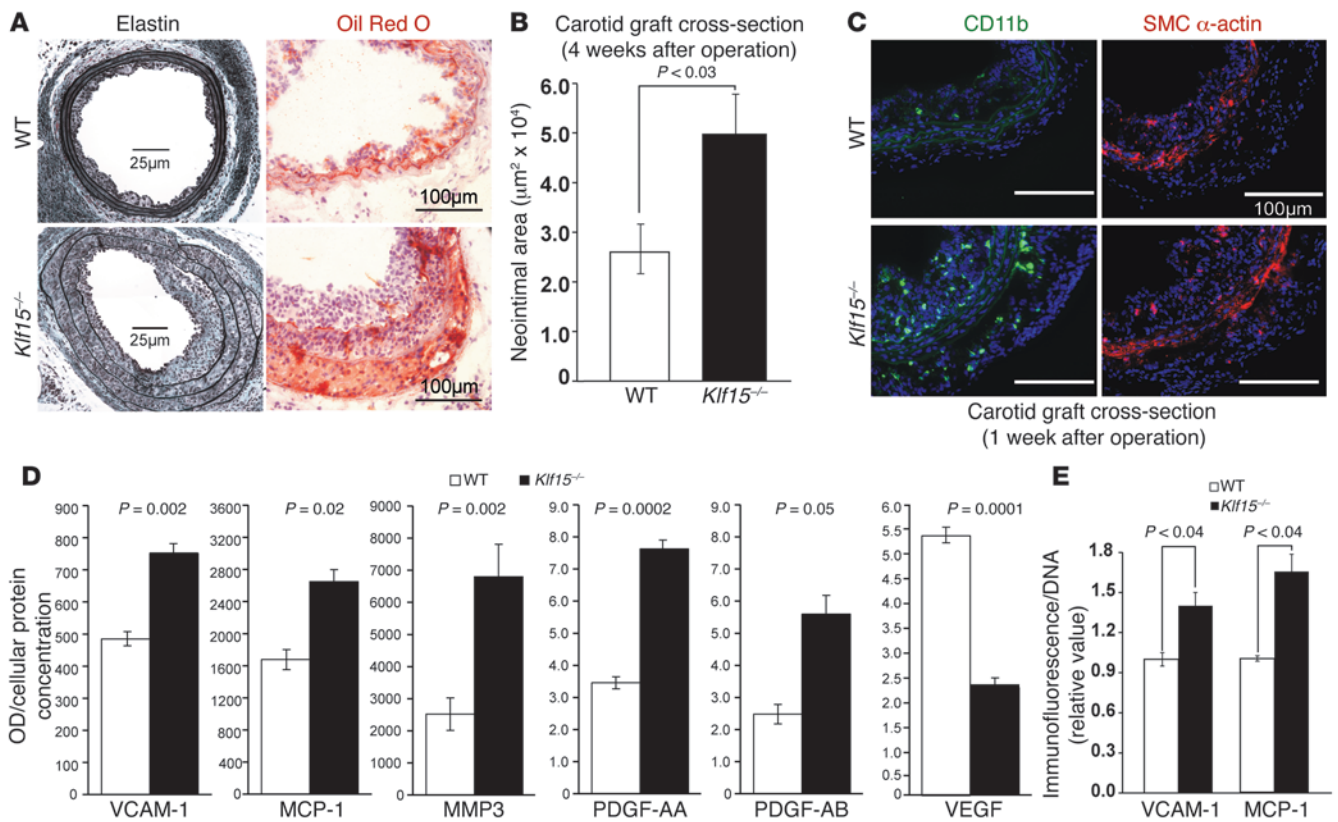 A
Elastin
Oil Red O
WT
25μm
100μm
Klf15–/–
25μm
100μm
B
Carotid graft cross-section
(4 weeks after operation)
P < 0.03
Neointimal area (μm² x 10⁴)
6.0
5.0
4.0
3.0
2.0
1.0
0
WT
Klf15–/–
C
CD11b
SMC α-actin
WT
100μm
Klf15–/–
Carotid graft cross-section
(1 week after operation)
D
WT
Klf15–/–
OD/cellular protein
concentration
900
800
700
600
500
400
300
200
100
0
P = 0.002
VCAM-1
3600
3200
2800
2400
2000
1600
1200
800
400
0
P = 0.02
MCP-1
9000
8000
7000
6000
5000
4000
3000
2000
1000
0
P = 0.002
MMP3
9.0
8.0
7.0
6.0
5.0
4.0
3.0
2.0
1.0
0
P = 0.0002
PDGF-AA
9.0
8.0
7.0
6.0
5.0
4.0
3.0
2.0
1.0
0
P = 0.05
PDGF-AB
6.0
5.5
5.0
4.5
4.0
3.5
3.0
2.5
2.0
1.5
1.0
0.5
0
P = 0.0001
VEGF
E
WT
Klf15–/–
Immunofluorescence/DNA
(relative value)
P < 0.04
P < 0.04
1.8
1.5
1.2
0.9
0.6
0.3
0.0
VCAM-1
MCP-1